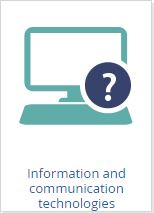 ?
Information and
communication
technologies